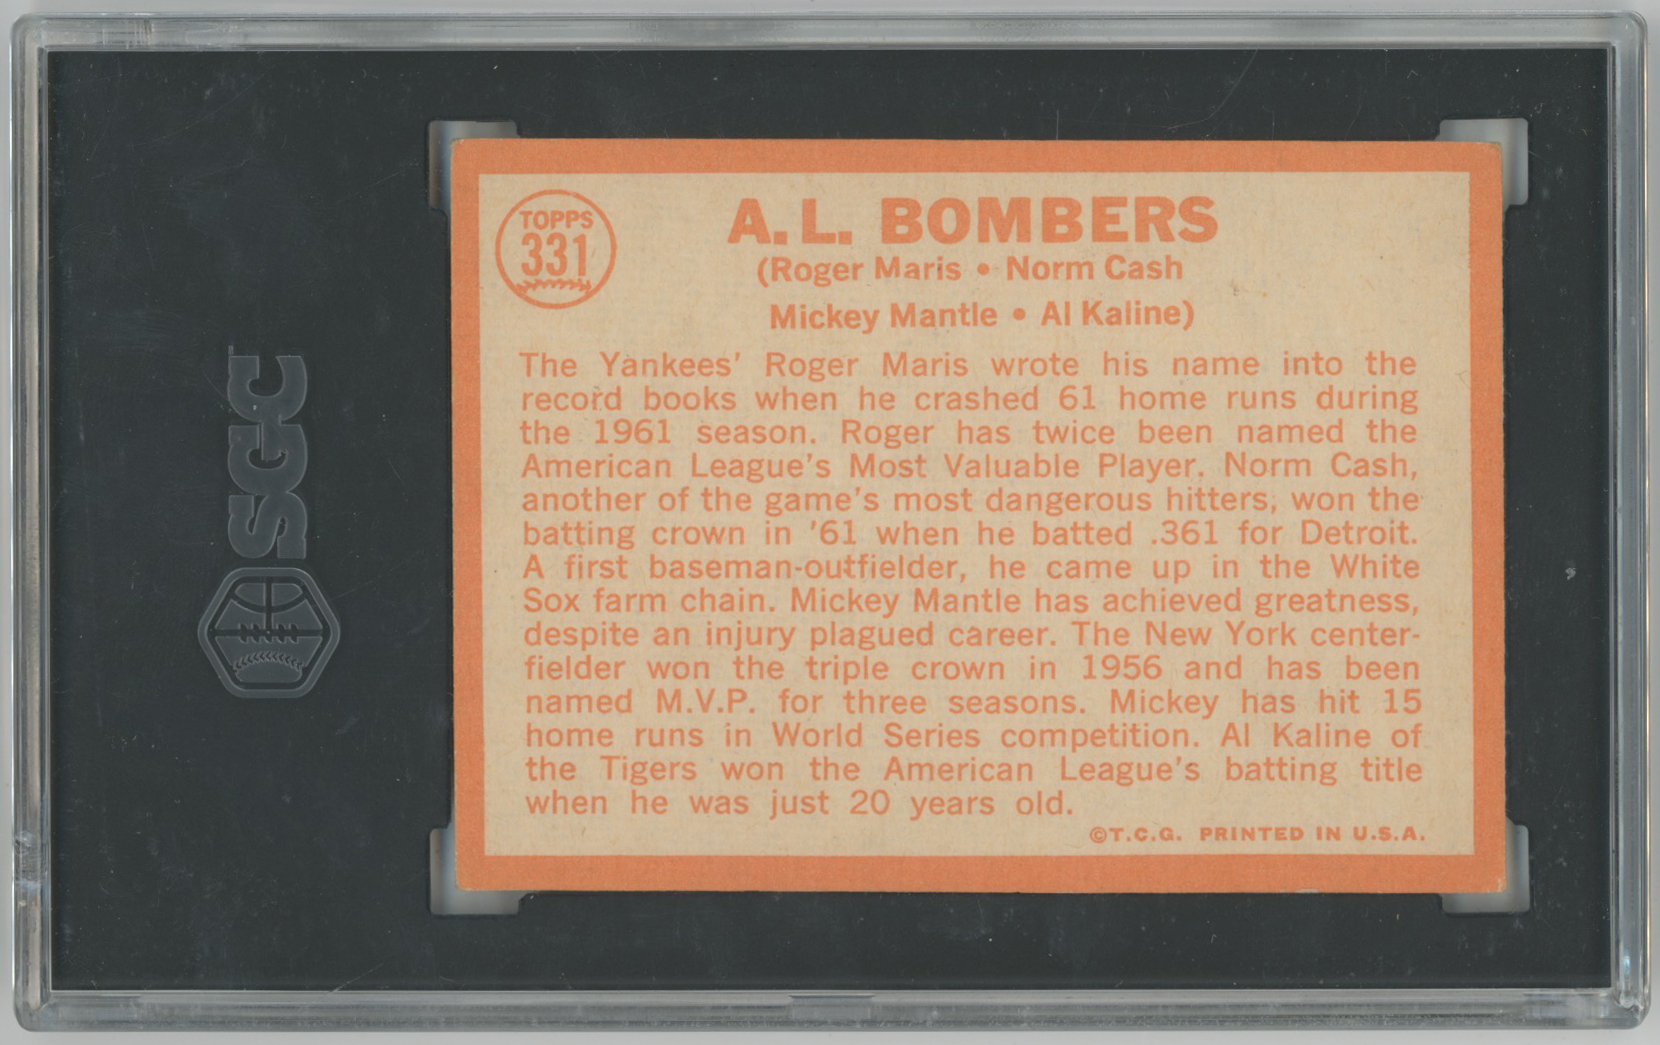 TOPPS
331
A.L. BOMBERS
(Roger Maris • Norm Cash
Mickey Mantle • Al Kaline)
The Yankees' Roger Maris wrote his name into the
record books when he crashed 61 home runs during
the 1961 season. Roger has twice been named the
American League's Most Valuable Player. Norm Cash,
another of the game's most dangerous hitters, won the
batting crown in '61 when he batted .361 for Detroit.
A first baseman-outfielder, he came up in the White
Sox farm chain. Mickey Mantle has achieved greatness,
despite an injury plagued career. The New York center-
fielder won the triple crown in 1956 and has been
named M.V.P. for three seasons. Mickey has hit 15
home runs in World Series competition. Al Kaline of
the Tigers won the American League's batting title
when he was just 20 years old.
©T.C.G. PRINTED IN U.S.A.
SGC